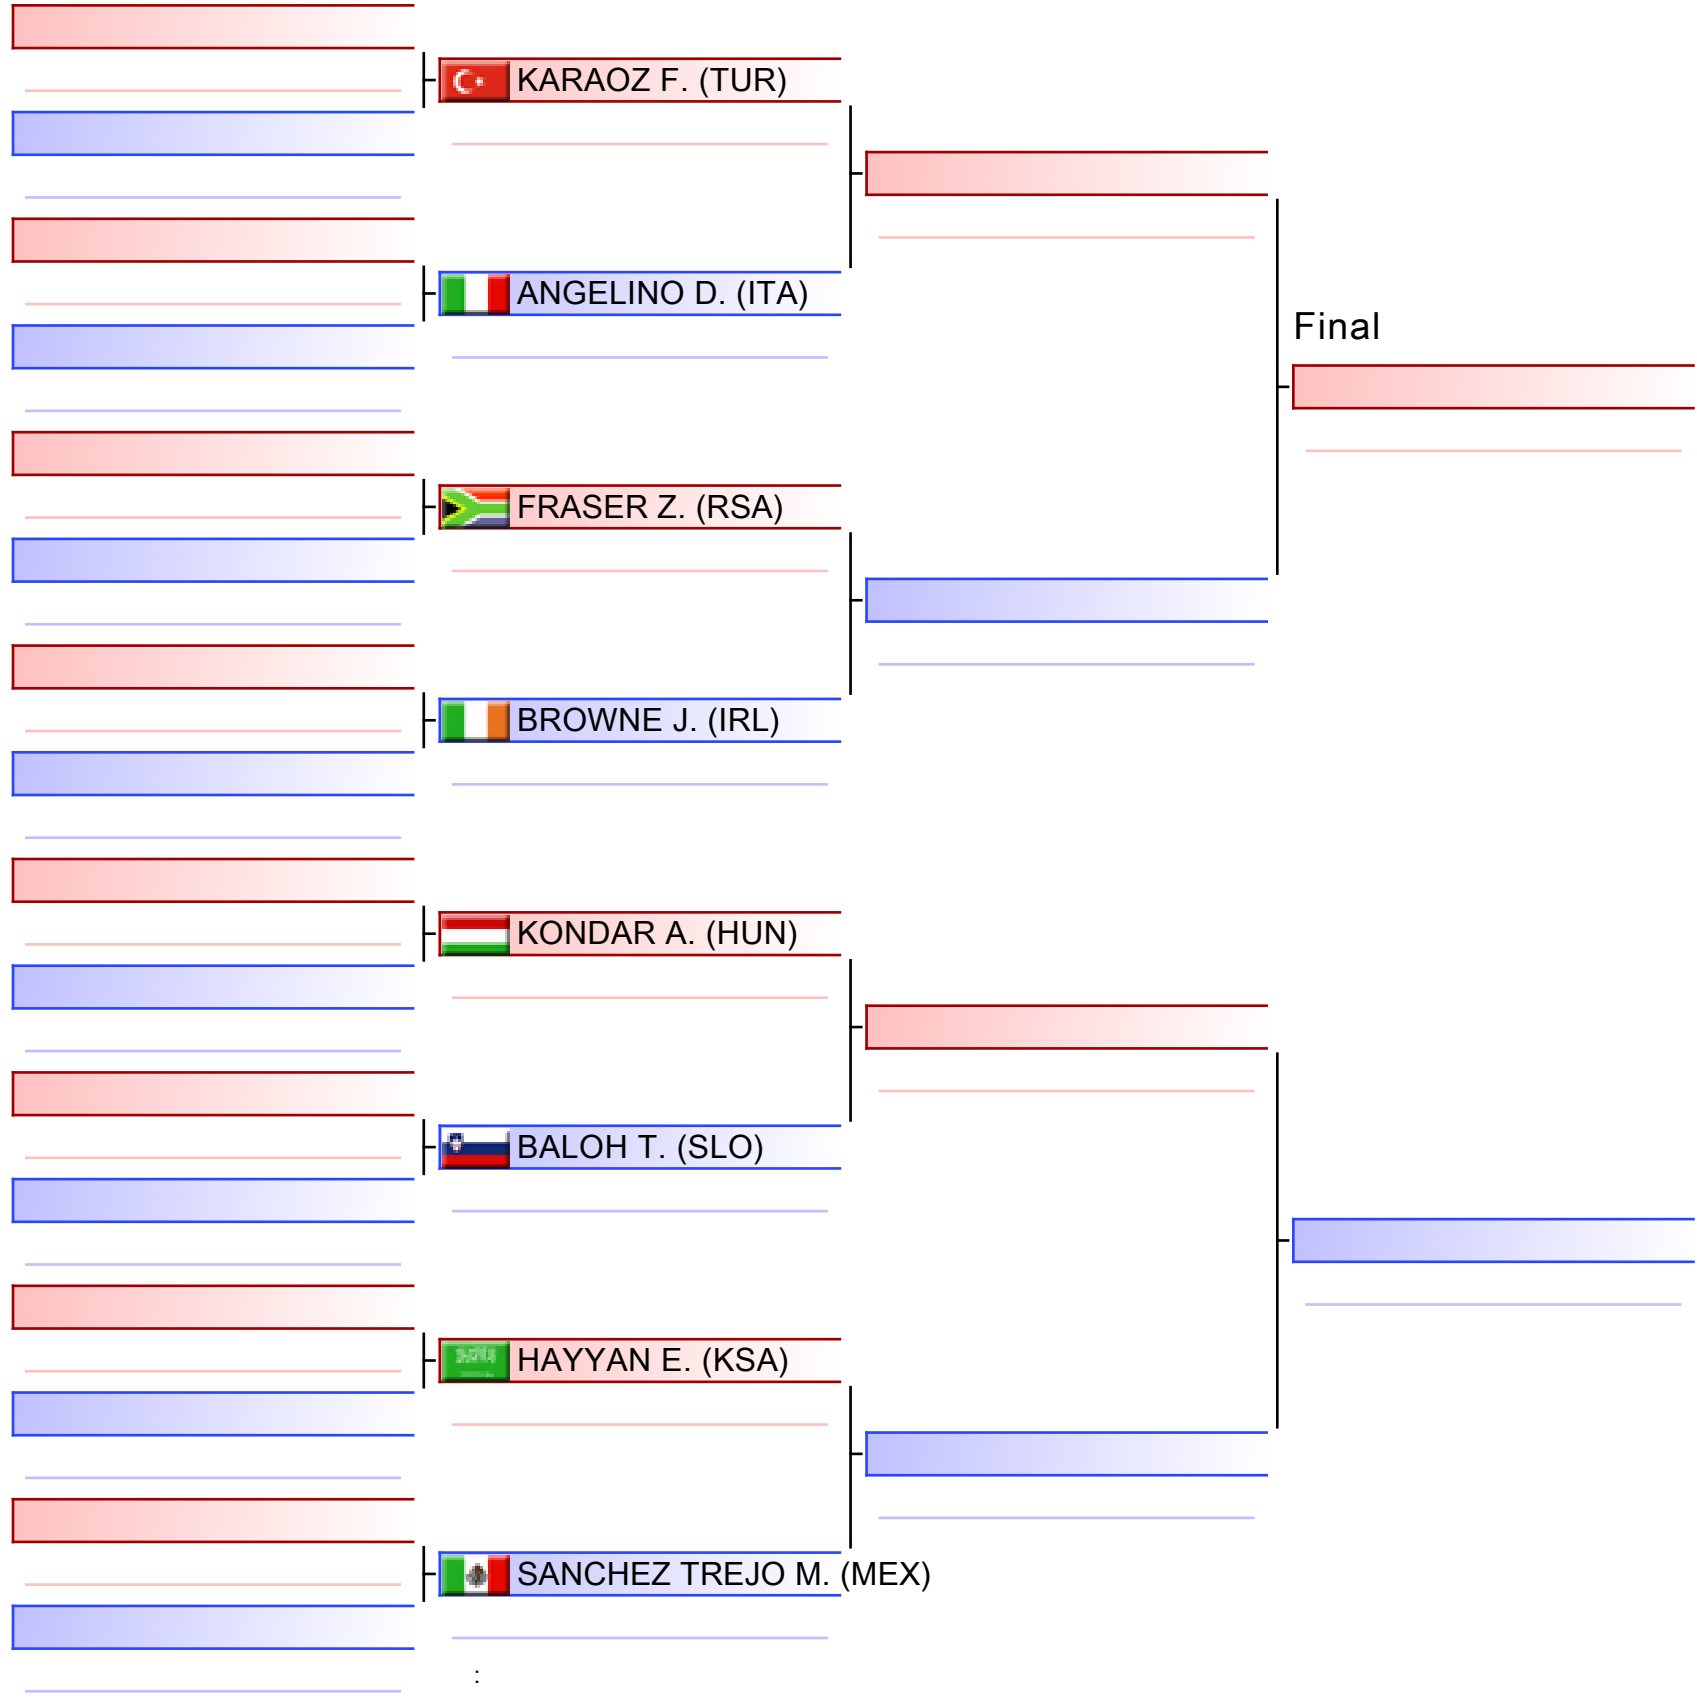 KARAOZ F. (TUR)
ANGELINO D. (ITA)
Final
FRASER Z. (RSA)
BROWNE J. (IRL)
KONDAR A. (HUN)
BALOH T. (SLO)
HAYYAN E. (KSA)
SANCHEZ TREJO M. (MEX)
: